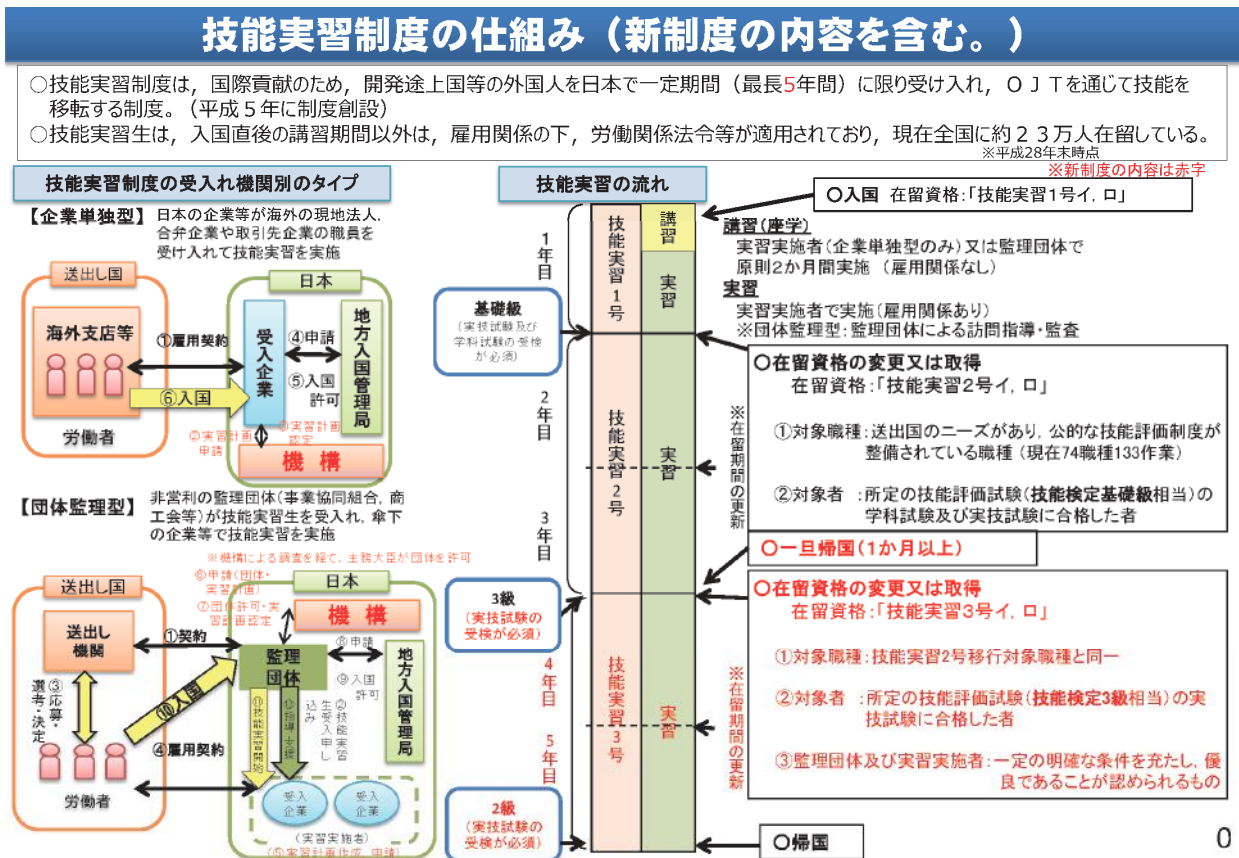 技能実習制度の仕組み（新制度の内容を含む。）
○技能実習制度は，国際貢献のため，開発途上国等の外国人を日本で一定期間（最長5年間）に限り受け入れ，ＯＪＴを通じて技能を
移転する制度。（平成５年に制度創設）
○技能実習生は，入国直後の講習期間以外は，雇用関係の下，労働関係法令等が適用されており，現在全国に約２３万人在留している。
※平成28年末時点
※新制度の内容は赤字
技能実習制度の受入れ機関別のタイプ
【企業単独型】
日本の企業等が海外の現地法人，
合弁企業や取引先企業の職員を
受け入れて技能実習を実施
送出し国
日本
海外支店等
労働者
①雇用契約
⑥入国
受入企業
④申請
⑤入国
許可
地方入国管理局
②実習計画
申請
③実習計画
認定
機 構
【団体監理型】
非営利の監理団体（事業協同組合，商
工会等）が技能実習生を受入れ，傘下
の企業等で技能実習を実施
※機構による調査を経て，主務大臣が団体を許可
送出し国
日本
⑥申請（団体・
実習計画）
⑦団体許可・実
習計画認定
機 構
送出し
機関
①契約
監理
団体
⑧申請
⑨入国
許可
地方入国管理局
③応募・
選考・決定
⑩入国
④雇用契約
労働者
⑪技能実習開始
⑫指導・支援
②技能実習
生受入申し
込み
受入
企業
受入
企業
（実習実施者）
（⑤実習計画作成，申請）
技能実習の流れ
1年目
2年目
3年目
4年目
5年目
技能実習1号
技能実習2号
技能実習3号
講習
実習
実習
実習
基礎級
（実技試験及び
学科試験の受検
が必須）
3級
（実技試験の
受検が必須）
2級
（実技試験の
受検が必須）
○入国 在留資格：「技能実習1号イ，ロ」
講習（座学）
実習実施者（企業単独型のみ）又は監理団体で
原則2か月間実施 （雇用関係なし）
実習
実習実施者で実施（雇用関係あり）
※団体監理型：監理団体による訪問指導・監査
○在留資格の変更又は取得
在留資格：「技能実習2号イ，ロ」
①対象職種：送出国のニーズがあり，公的な技能評価制度が
整備されている職種（現在74職種133作業）
②対象者 ：所定の技能評価試験（技能検定基礎級相当）の
学科試験及び実技試験に合格した者
※在留期間の更新
○一旦帰国（1か月以上）
○在留資格の変更又は取得
在留資格：「技能実習3号イ，ロ」
①対象職種：技能実習2号移行対象職種と同一
②対象者 ：所定の技能評価試験（技能検定3級相当）の実
技試験に合格した者
③監理団体及び実習実施者：一定の明確な条件を充たし，優
良であることが認められるもの
※在留期間の更新
○帰国
0